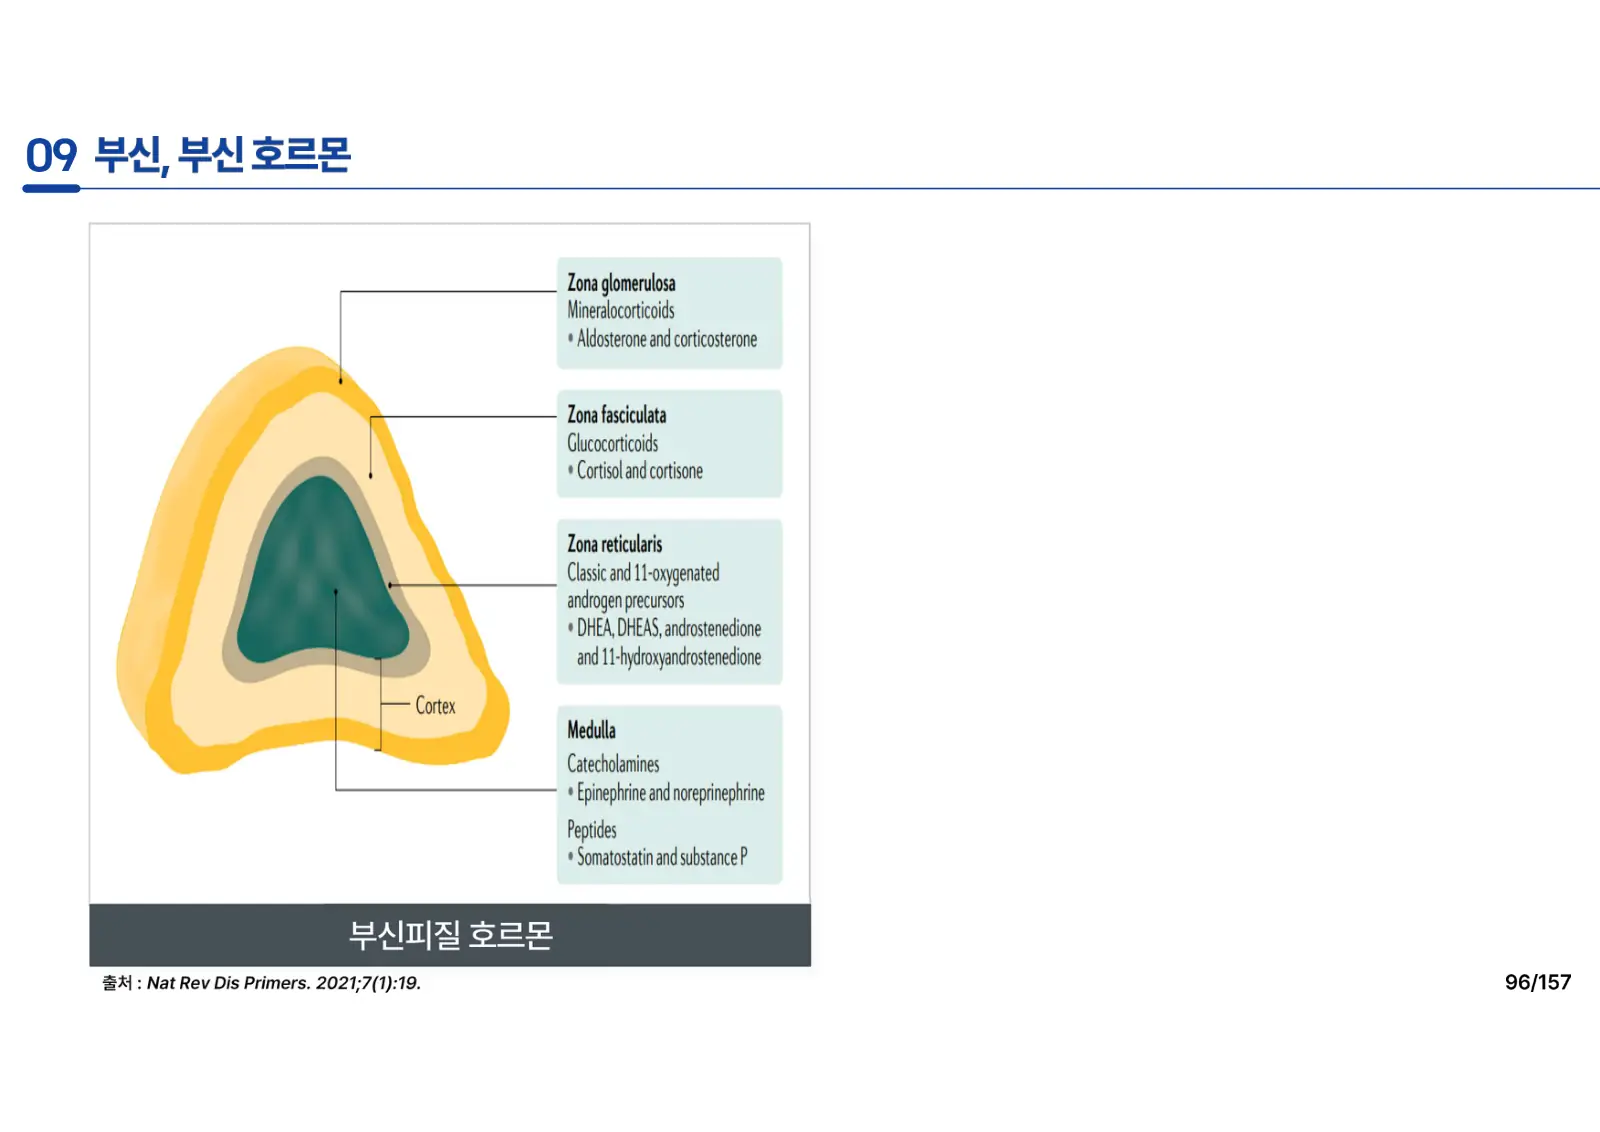 09 부신, 부신 호르몬
Zona glomerulosa
Mineralocorticoids
• Aldosterone and corticosterone
Zona fasciculata
Glucocorticoids
• Cortisol and cortisone
Zona reticularis
Classic and 11-oxygenated
androgen precursors
• DHEA, DHEAS, androstenedione
and 11-hydroxyandrostenedione
Cortex
Medulla
Catecholamines
• Epinephrine and noreprinephrine
Peptides
• Somatostatin and substance P
부신피질 호르몬
출처 : Nat Rev Dis Primers. 2021;7(1):19.
96/157